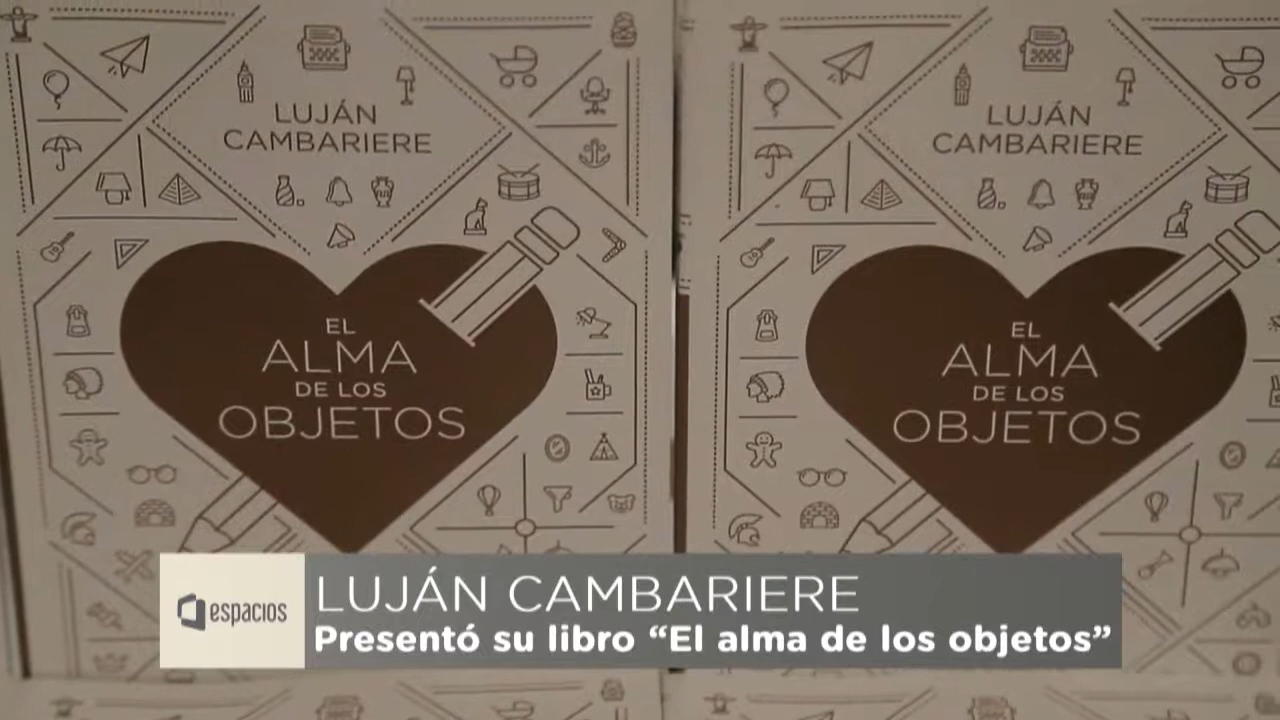 LUJÁN
CAMBARIERE
EL
ALMA
DE LOS
OBJETOS
LUJÁN
CAMBARIERE
EL
ALMA
DE LOS
OBJETOS
espacios
LUJÁN CAMBARIERE
Presentó su libro “El alma de los objetos”